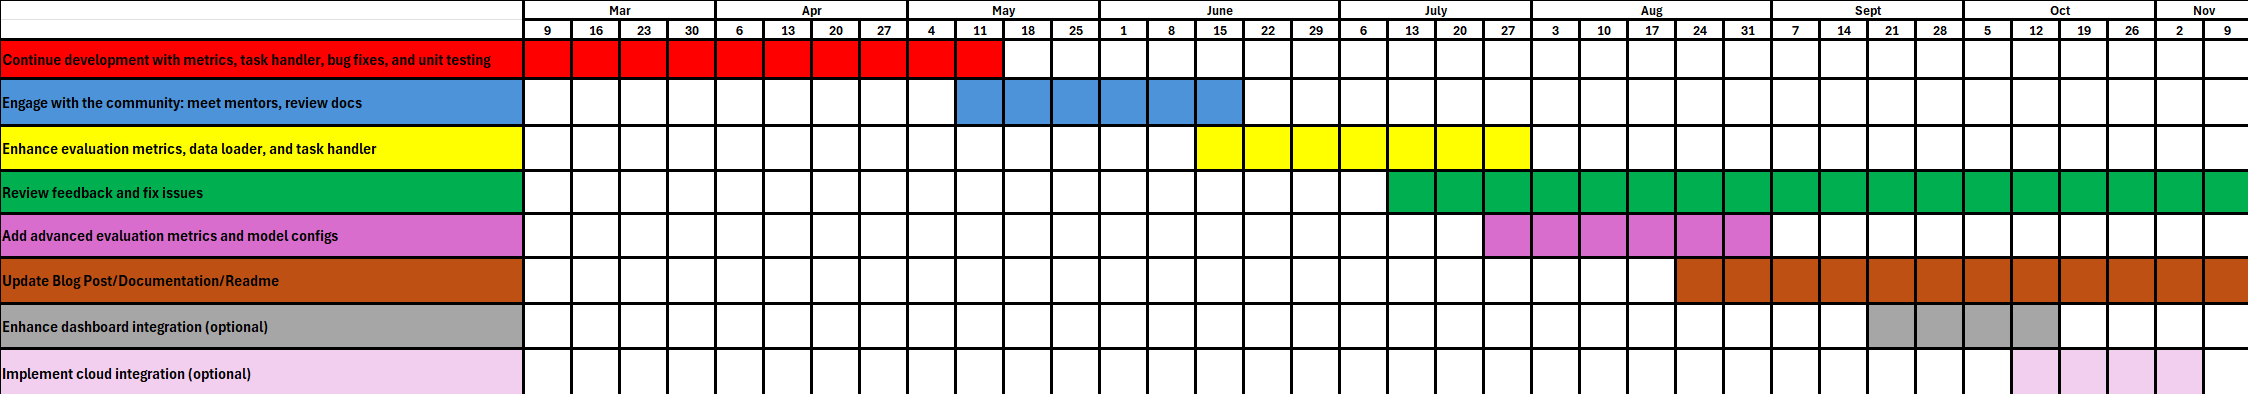 Mar Apr May June July Aug Sept Oct Nov
9 16 23 30 6 13 20 27 4 11 18 25 1 8 15 22 29 6 13 20 27 3 10 17 24 31 7 14 21 28 5 12 19 26 2 9
Continue development with metrics, task handler, bug fixes, and unit testing
Engage with the community: meet mentors, review docs
Enhance evaluation metrics, data loader, and task handler
Review feedback and fix issues
Add advanced evaluation metrics and model configs
Update Blog Post/Documentation/Readme
Enhance dashboard integration (optional)
Implement cloud integration (optional)